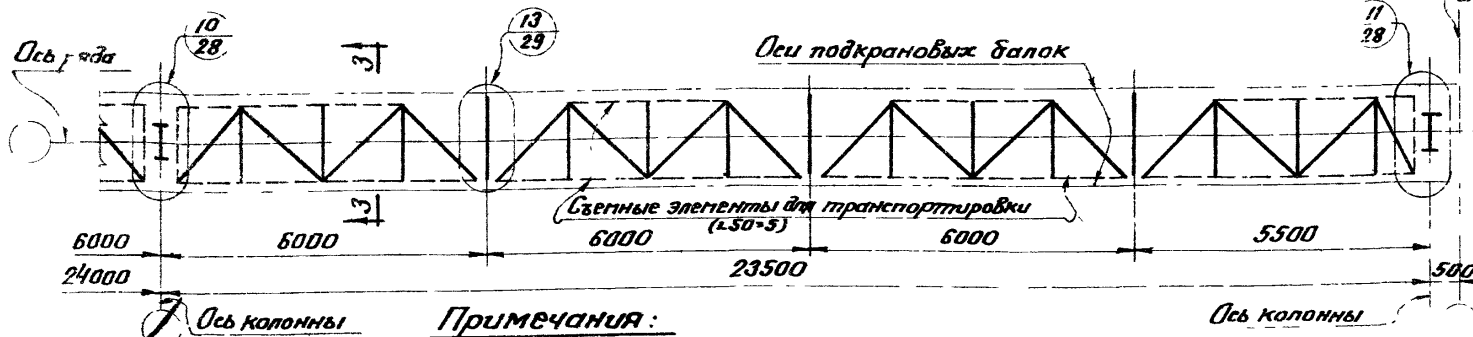 10
28
13
29
11
28
Ось ряда
3
Оси подкрановых балок
3
Съемные элементы для транспортировки
(∟50×5)
6000
6000
6000
6000
5500
24000
23500
500
Ось колонны
Примечания:
Ось колонны